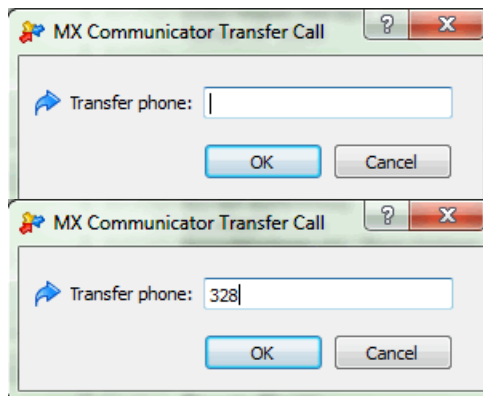 MX Communicator Transfer Call
Transfer phone:
OK Cancel
MX Communicator Transfer Call
Transfer phone: 328
OK Cancel